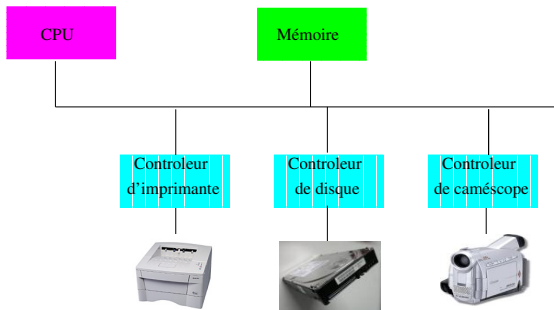 CPU
Mémoire
Controleur
d'imprimante
Controleur
de disque
Controleur
de caméscope